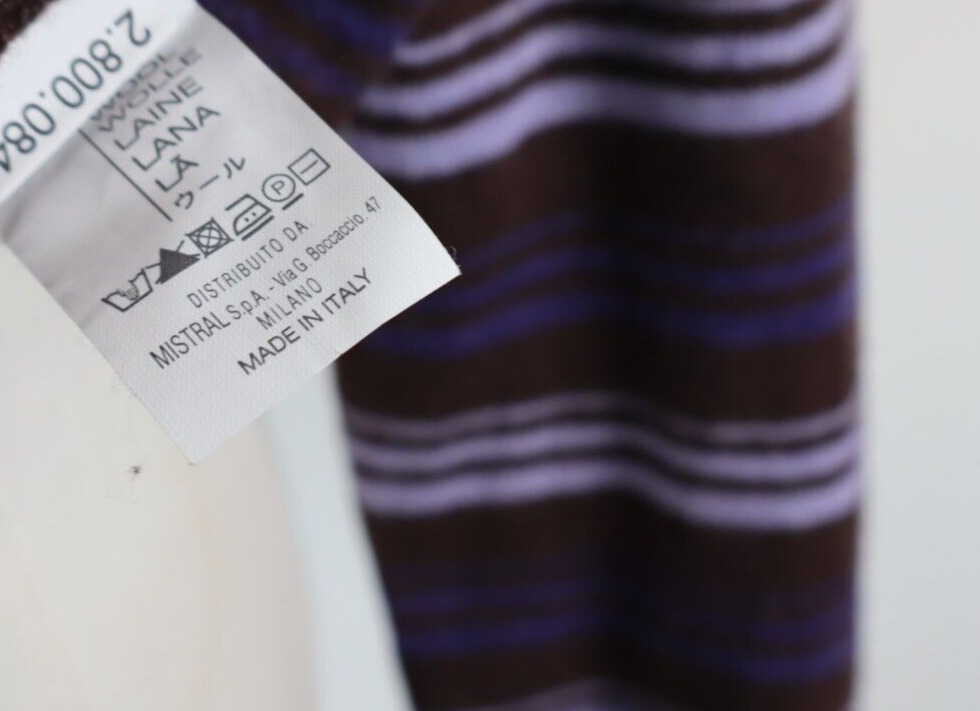 2.800.084
WOOL
WOLLE
LAINE
LANA
LÃ
ウール
DISTRIBUITO DA
MISTRAL S.p.A. - Via G. Boccaccio, 47
MILANO
MADE IN ITALY